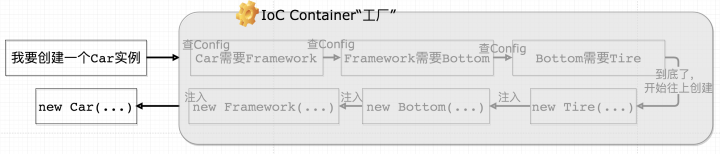 IoC Container“工厂”
我要创建一个Car实例
查Config
Car需要Framework
查Config
Framework需要Bottom
查Config
Bottom需要Tire
到底了，
开始往上创建
new Car(...)
注入
new Framework(...)
注入
new Bottom(...)
注入
new Tire(...)